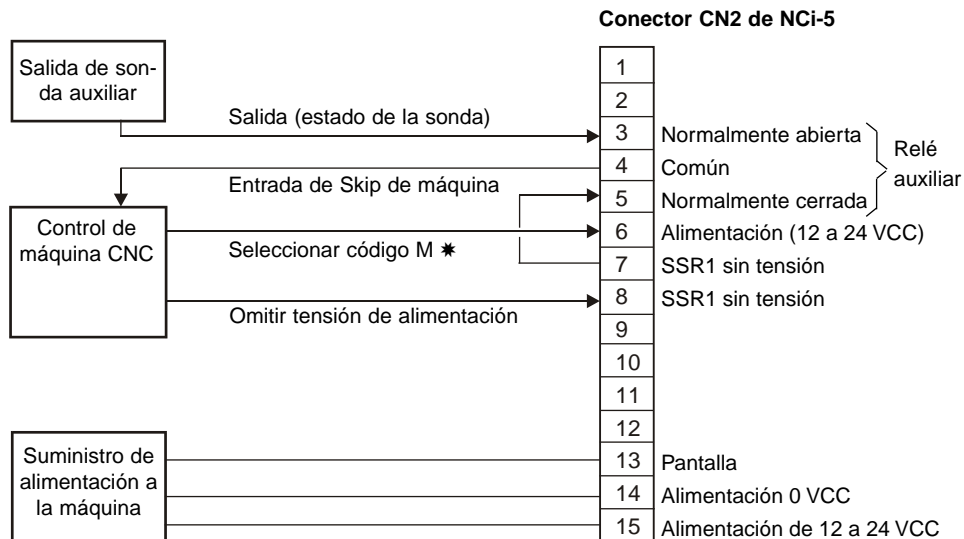 Conector CN2 de NCi-5
Salida de son-
da auxiliar
Salida (estado de la sonda)
Entrada de Skip de máquina
Control de
máquina CNC
Seleccionar código M ✷
Omitir tensión de alimentación
Suministro de
alimentación a
la máquina
1
2
3 Normalmente abierta
4 Común
5 Normalmente cerrada
Relé
auxiliar
6 Alimentación (12 a 24 VCC)
7 SSR1 sin tensión
8 SSR1 sin tensión
9
10
11
12
13 Pantalla
14 Alimentación 0 VCC
15 Alimentación de 12 a 24 VCC